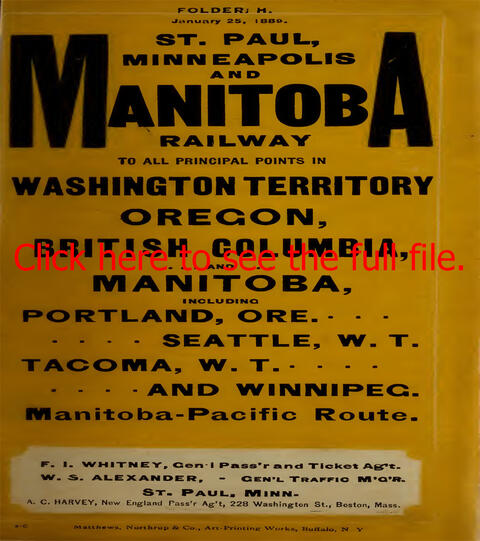 FOLDER, H.
January 25, 1889.
ST. PAUL,
MINNEAPOLIS
AND
MANITOBA
RAILWAY
TO ALL PRINCIPAL POINTS IN
WASHINGTON TERRITORY
OREGON,
BRITISH COLUMBIA,
Click here to see the full file.
AND
MANITOBA,
INCLUDING
PORTLAND, ORE. · · ·
· · · · SEATTLE, W. T.
TACOMA, W. T. · · · ·
· · · · AND WINNIPEG.
Manitoba-Pacific Route.
F. I. WHITNEY, Gen'l Pass'r and Ticket Ag't.
W. S. ALEXANDER, - Gen'l Traffic M'g'r.
St. Paul, Minn.
A. C. HARVEY, New England Pass'r Ag't, 228 Washington St., Boston, Mass.
Matthews, Northrup & Co., Art-Printing Works, Buffalo, N Y